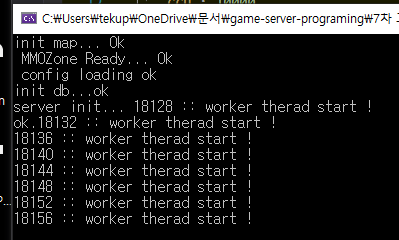 C:₩Users₩tekup₩OneDrive₩문서₩game-server-programing₩7차
init map... Ok
MMOZone Ready... Ok
config loading ok
init db...ok
server init... 18128 :: worker therad start !
ok.18132 :: worker therad start !
18136 :: worker therad start !
18140 :: worker therad start !
18144 :: worker therad start !
18148 :: worker therad start !
18152 :: worker therad start !
18156 :: worker therad start !